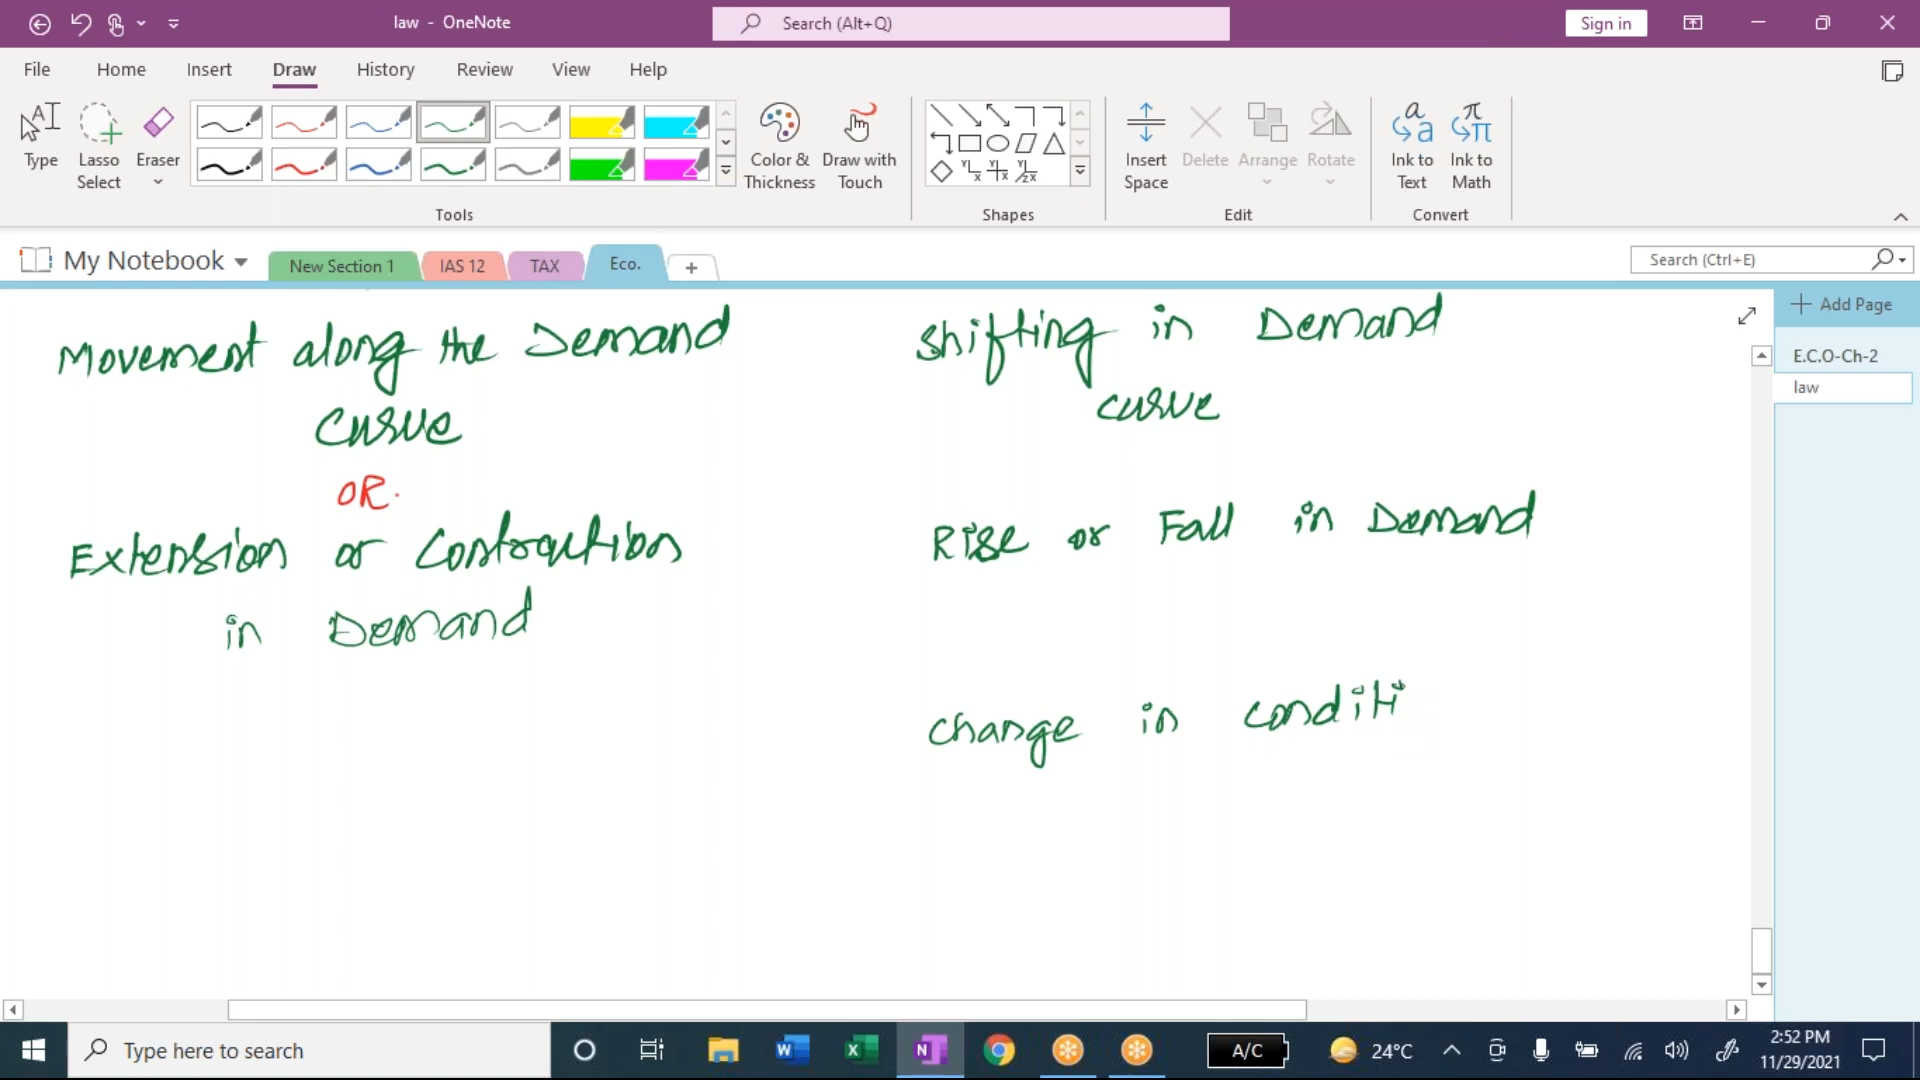 law - OneNote
Search (Alt+Q)
Sign in
File Home Insert Draw History Review View Help
Type
Lasso Select
Eraser
Color & Thickness
Draw with Touch
Insert Space
Delete
Arrange
Rotate
Ink to Text
Ink to Math
Tools
Shapes
Edit
Convert
My Notebook
New Section 1
IAS 12
TAX
Eco.
Search (Ctrl+E)
Add Page
E.C.O-Ch-2
law
Movement along the Demand
Curve
OR.
Extension or Contraction
in Demand
Shifting in Demand
curve
Rise or Fall in Demand
change in conditi
Type here to search
A/C
24°C
2:52 PM
11/29/2021